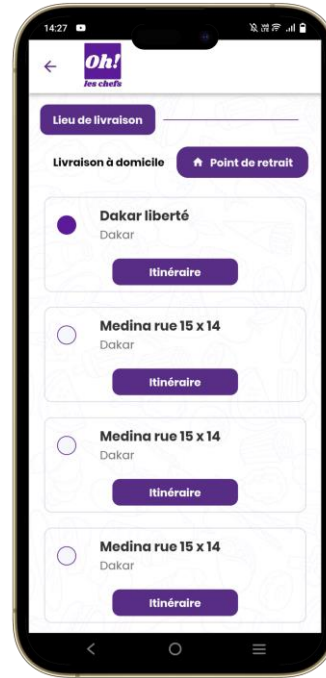 14:27
Oh!
les chefs
Lieu de livraison
Livraison à domicile
Point de retrait
Dakar liberté
Dakar
Itinéraire
Medina rue 15 x 14
Dakar
Itinéraire
Medina rue 15 x 14
Dakar
Itinéraire
Medina rue 15 x 14
Dakar
Itinéraire